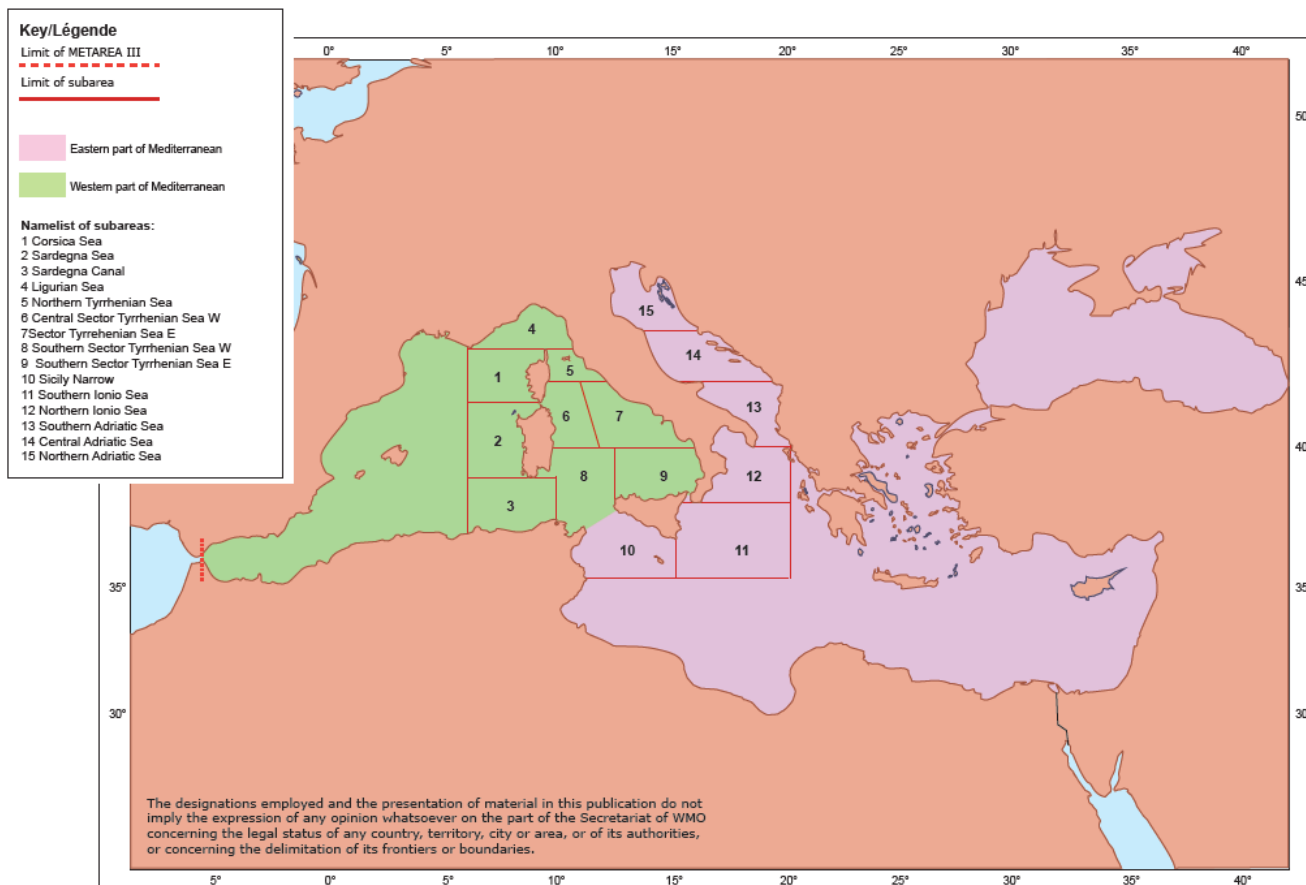 Key/Légende
Limit of METAREA III
Limit of subarea
Eastern part of Mediterranean
Western part of Mediterranean
Namelist of subareas:
1 Corsica Sea
2 Sardegna Sea
3 Sardegna Canal
4 Ligurian Sea
5 Northern Tyrrhenian Sea
6 Central Sector Tyrrhenian Sea W
7Sector Tyrrehenian Sea E
8 Southern Sector Tyrrhenian Sea W
9 Southern Sector Tyrrhenian Sea E
10 Sicily Narrow
11 Southern Ionio Sea
12 Northern Ionio Sea
13 Southern Adriatic Sea
14 Central Adriatic Sea
15 Northern Adriatic Sea
0° 5° 10° 15° 20° 25° 30° 35° 40°
50
45
15
4
14
1
5
13
6
7
2
40
12
8
9
3
10
11
35°
35
30°
30
The designations employed and the presentation of material in this publication do not
imply the expression of any opinion whatsoever on the part of the Secretariat of WMO
concerning the legal status of any country, territory, city or area, or of its authorities,
or concerning the delimitation of its frontiers or boundaries.
5° 0° 5° 10° 15° 20° 25° 30° 35° 40°